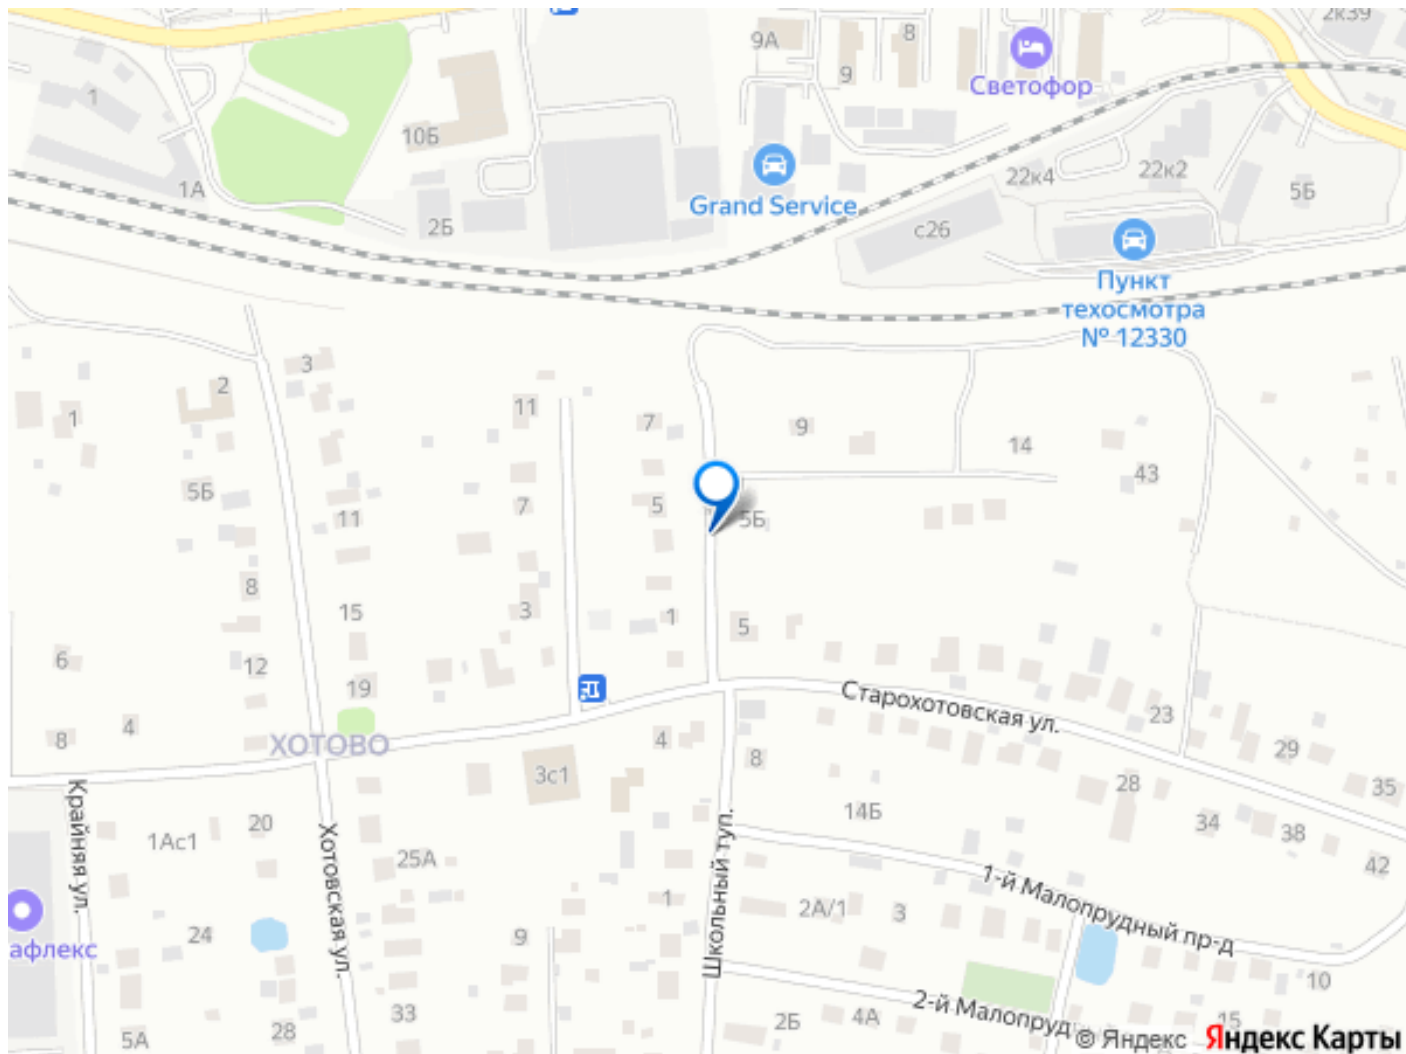 2к39
9А
8
9
Светофор
1
10Б
1А
2Б
Grand Service
22к4
22к2
5Б
с26
Пункт
техосмотра
№ 12330
3
2
1
11
7
9
14
43
5Б
11
7
5
5Б
8
15
3
1
5
6
12
19
Старохотовская ул.
23
8
4
ХОТОВО
4
8
29
3с1
28
35
Крайняя ул.
1Ас1
20
Хотовская ул.
25А
14Б
34
38
42
Школьный туп.
1-й Малопрудный пр-д
1
2А/1
3
афлекс
24
9
10
33
2-й Малопруд
5А
28
2Б
4А
15
© Яндекс Яндекс Карты